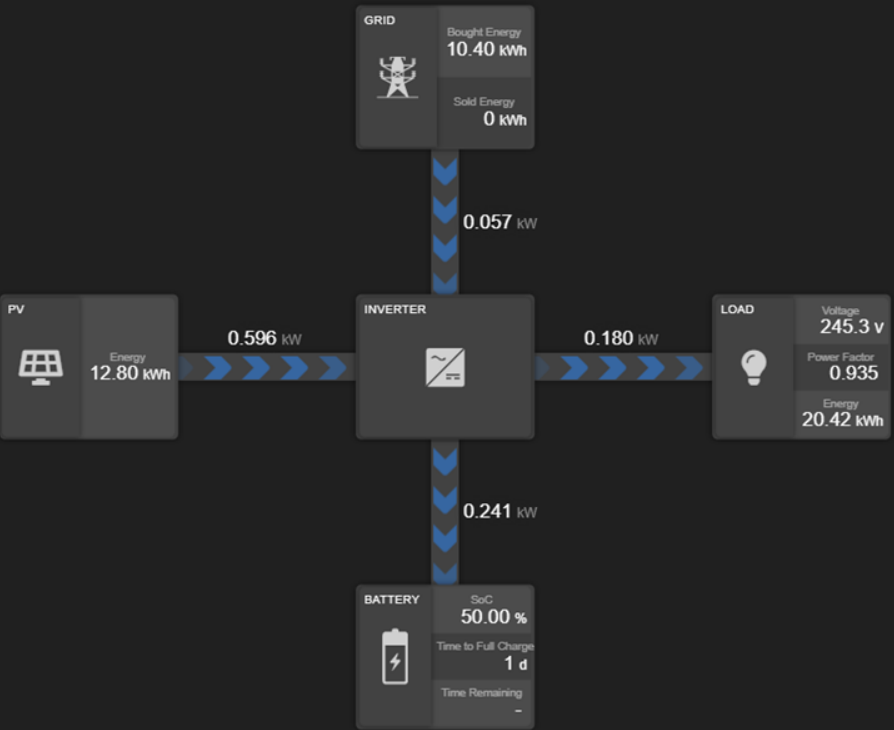 GRID
Bought Energy
10.40 kWh
Sold Energy
0 kWh
0.057 kW
PV
Energy
12.80 kWh
0.596 kW
INVERTER
0.180 kW
LOAD
Voltage
245.3 V
Power Factor
0.935
Energy
20.42 kWh
0.241 kW
BATTERY
SoC
50.00 %
Time to Full Charge
1 d
Time Remaining
–